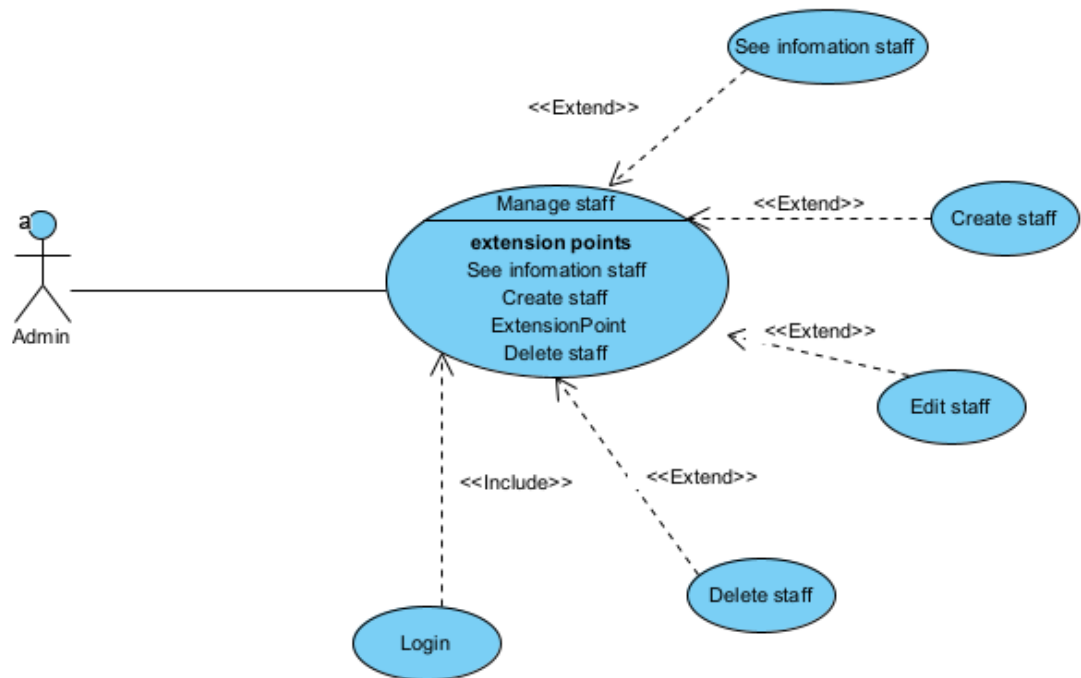 See infomation staff
<<Extend>>
Manage staff
<<Extend>>
Create staff
a
Admin
extension points
See infomation staff
Create staff
ExtensionPoint
Delete staff
<<Extend>>
Edit staff
<<Include>>
<<Extend>>
Delete staff
Login